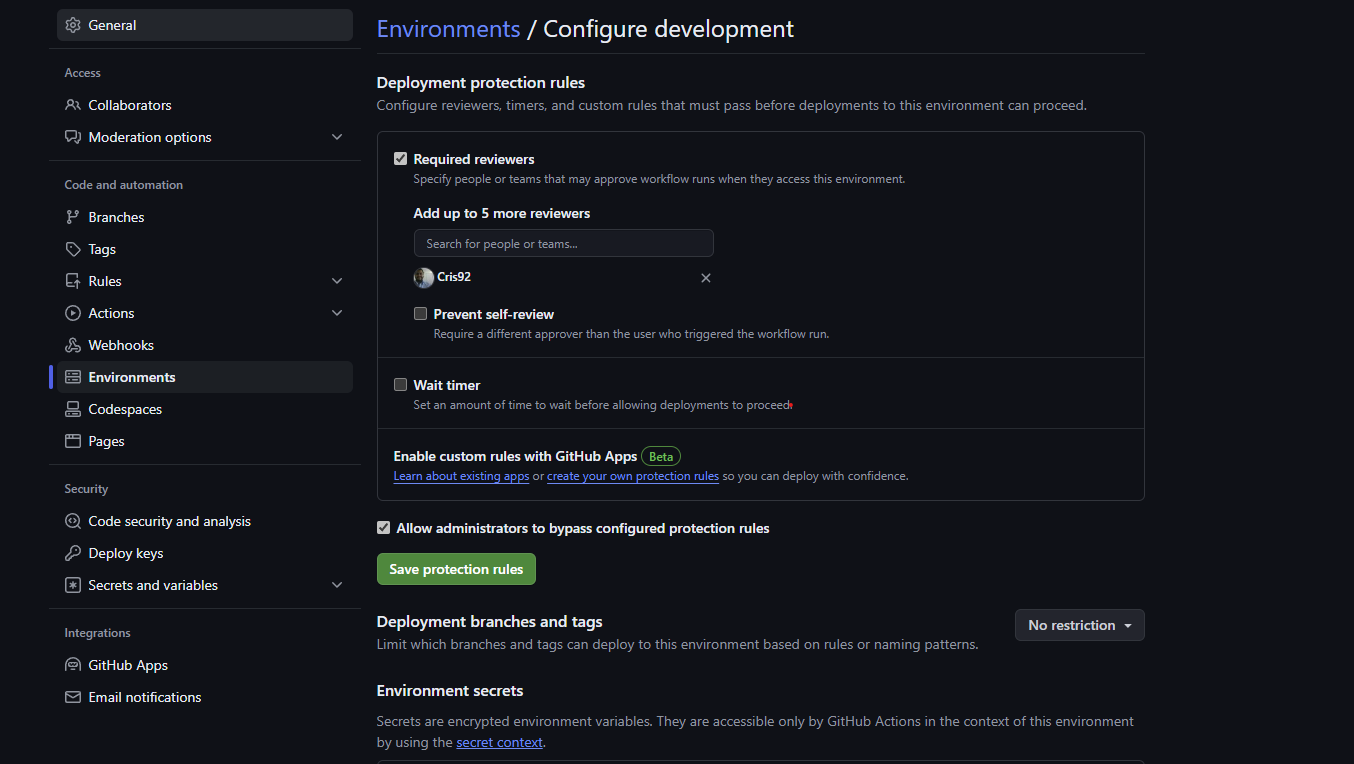 General
Access
Collaborators
Moderation options
Code and automation
Branches
Tags
Rules
Actions
Webhooks
Environments
Codespaces
Pages
Security
Code security and analysis
Deploy keys
Secrets and variables
Integrations
GitHub Apps
Email notifications
Environments / Configure development
Deployment protection rules
Configure reviewers, timers, and custom rules that must pass before deployments to this environment can proceed.
Required reviewers
Specify people or teams that may approve workflow runs when they access this environment.
Add up to 5 more reviewers
Search for people or teams...
Cris92
Prevent self-review
Require a different approver than the user who triggered the workflow run.
Wait timer
Set an amount of time to wait before allowing deployments to proceed
Enable custom rules with GitHub Apps Beta
Learn about existing apps or create your own protection rules so you can deploy with confidence.
Allow administrators to bypass configured protection rules
Save protection rules
Deployment branches and tags
No restriction
Limit which branches and tags can deploy to this environment based on rules or naming patterns.
Environment secrets
Secrets are encrypted environment variables. They are accessible only by GitHub Actions in the context of this environment
by using the secret context.